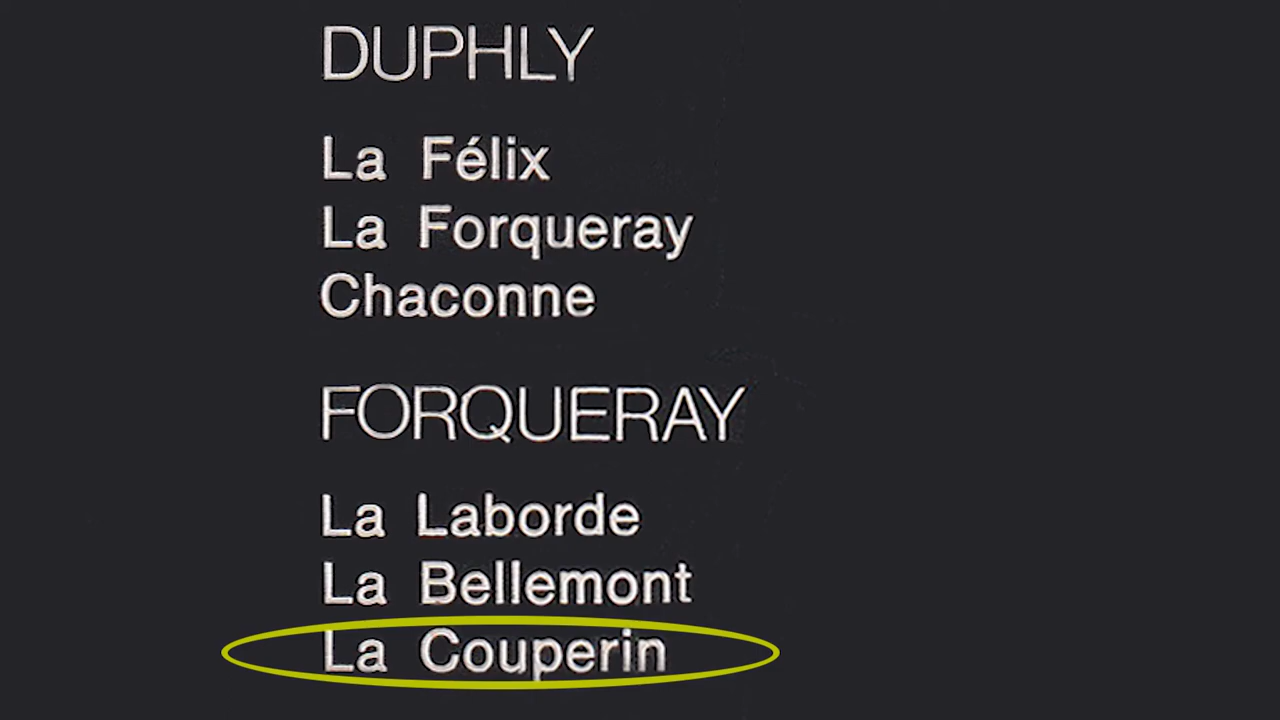 DUPHLY
La Félix
La Forqueray
Chaconne
FORQUERAY
La Laborde
La Bellemont
La Couperin